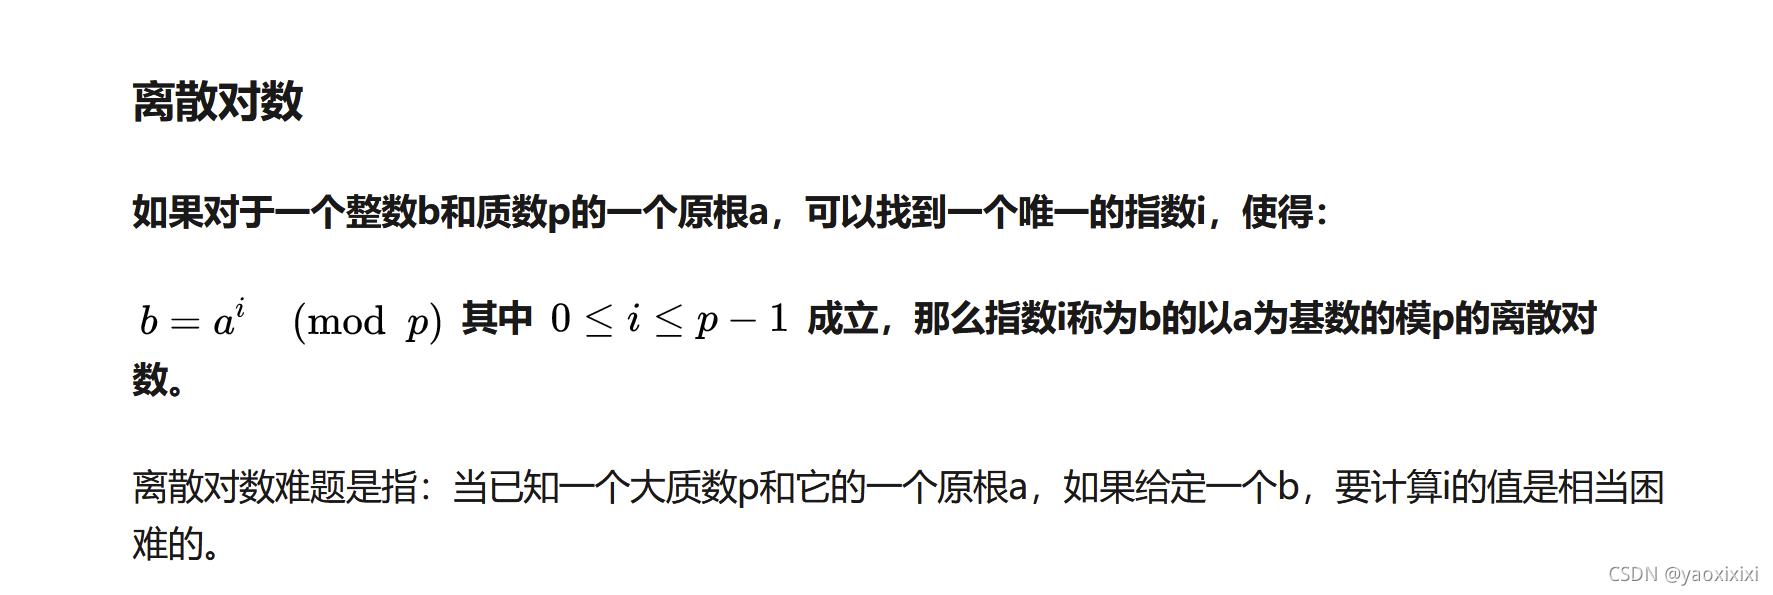 离散对数
如果对于一个整数b和质数p的一个原根a，可以找到一个唯一的指数i，使得：
b = aⁱ (mod p) 其中 0 ≤ i ≤ p − 1 成立，那么指数i称为b的以a为基数的模p的离散对
数。
离散对数难题是指：当已知一个大质数p和它的一个原根a，如果给定一个b，要计算i的值是相当困
难的。
CSDN @yaoxixixi